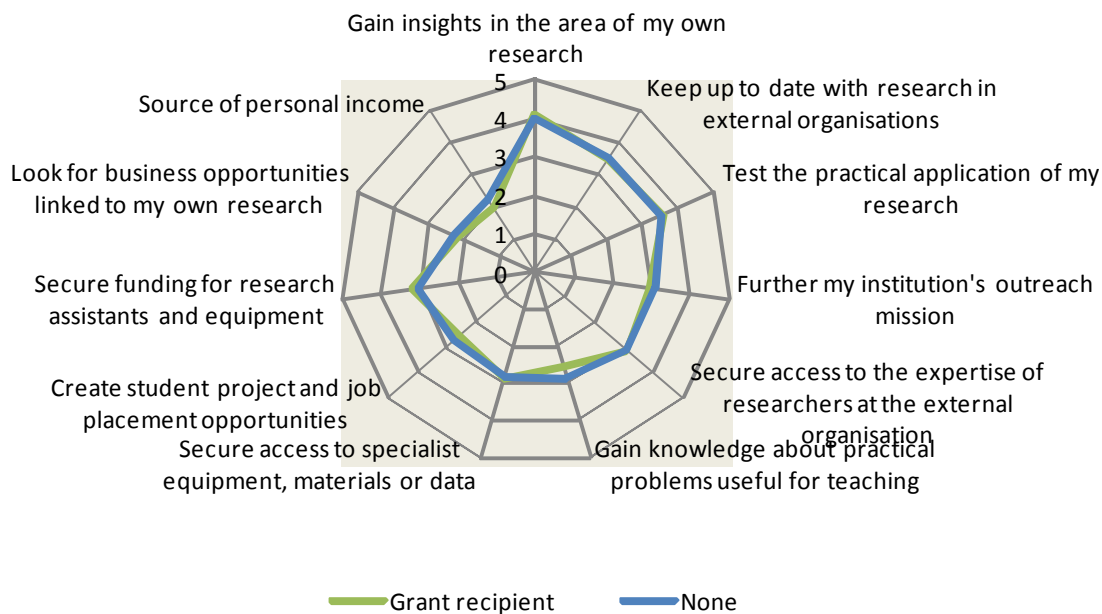 Gain insights in the area of my own
research
Keep up to date with research in
external organisations
Test the practical application of my
research
Further my institution's outreach
mission
Secure access to the expertise of
researchers at the external
organisation
Gain knowledge about practical
problems useful for teaching
Secure access to specialist
equipment, materials or data
Create student project and job
placement opportunities
Secure funding for research
assistants and equipment
Look for business opportunities
linked to my own research
Source of personal income
5
4
3
2
1
0
Grant recipient
None